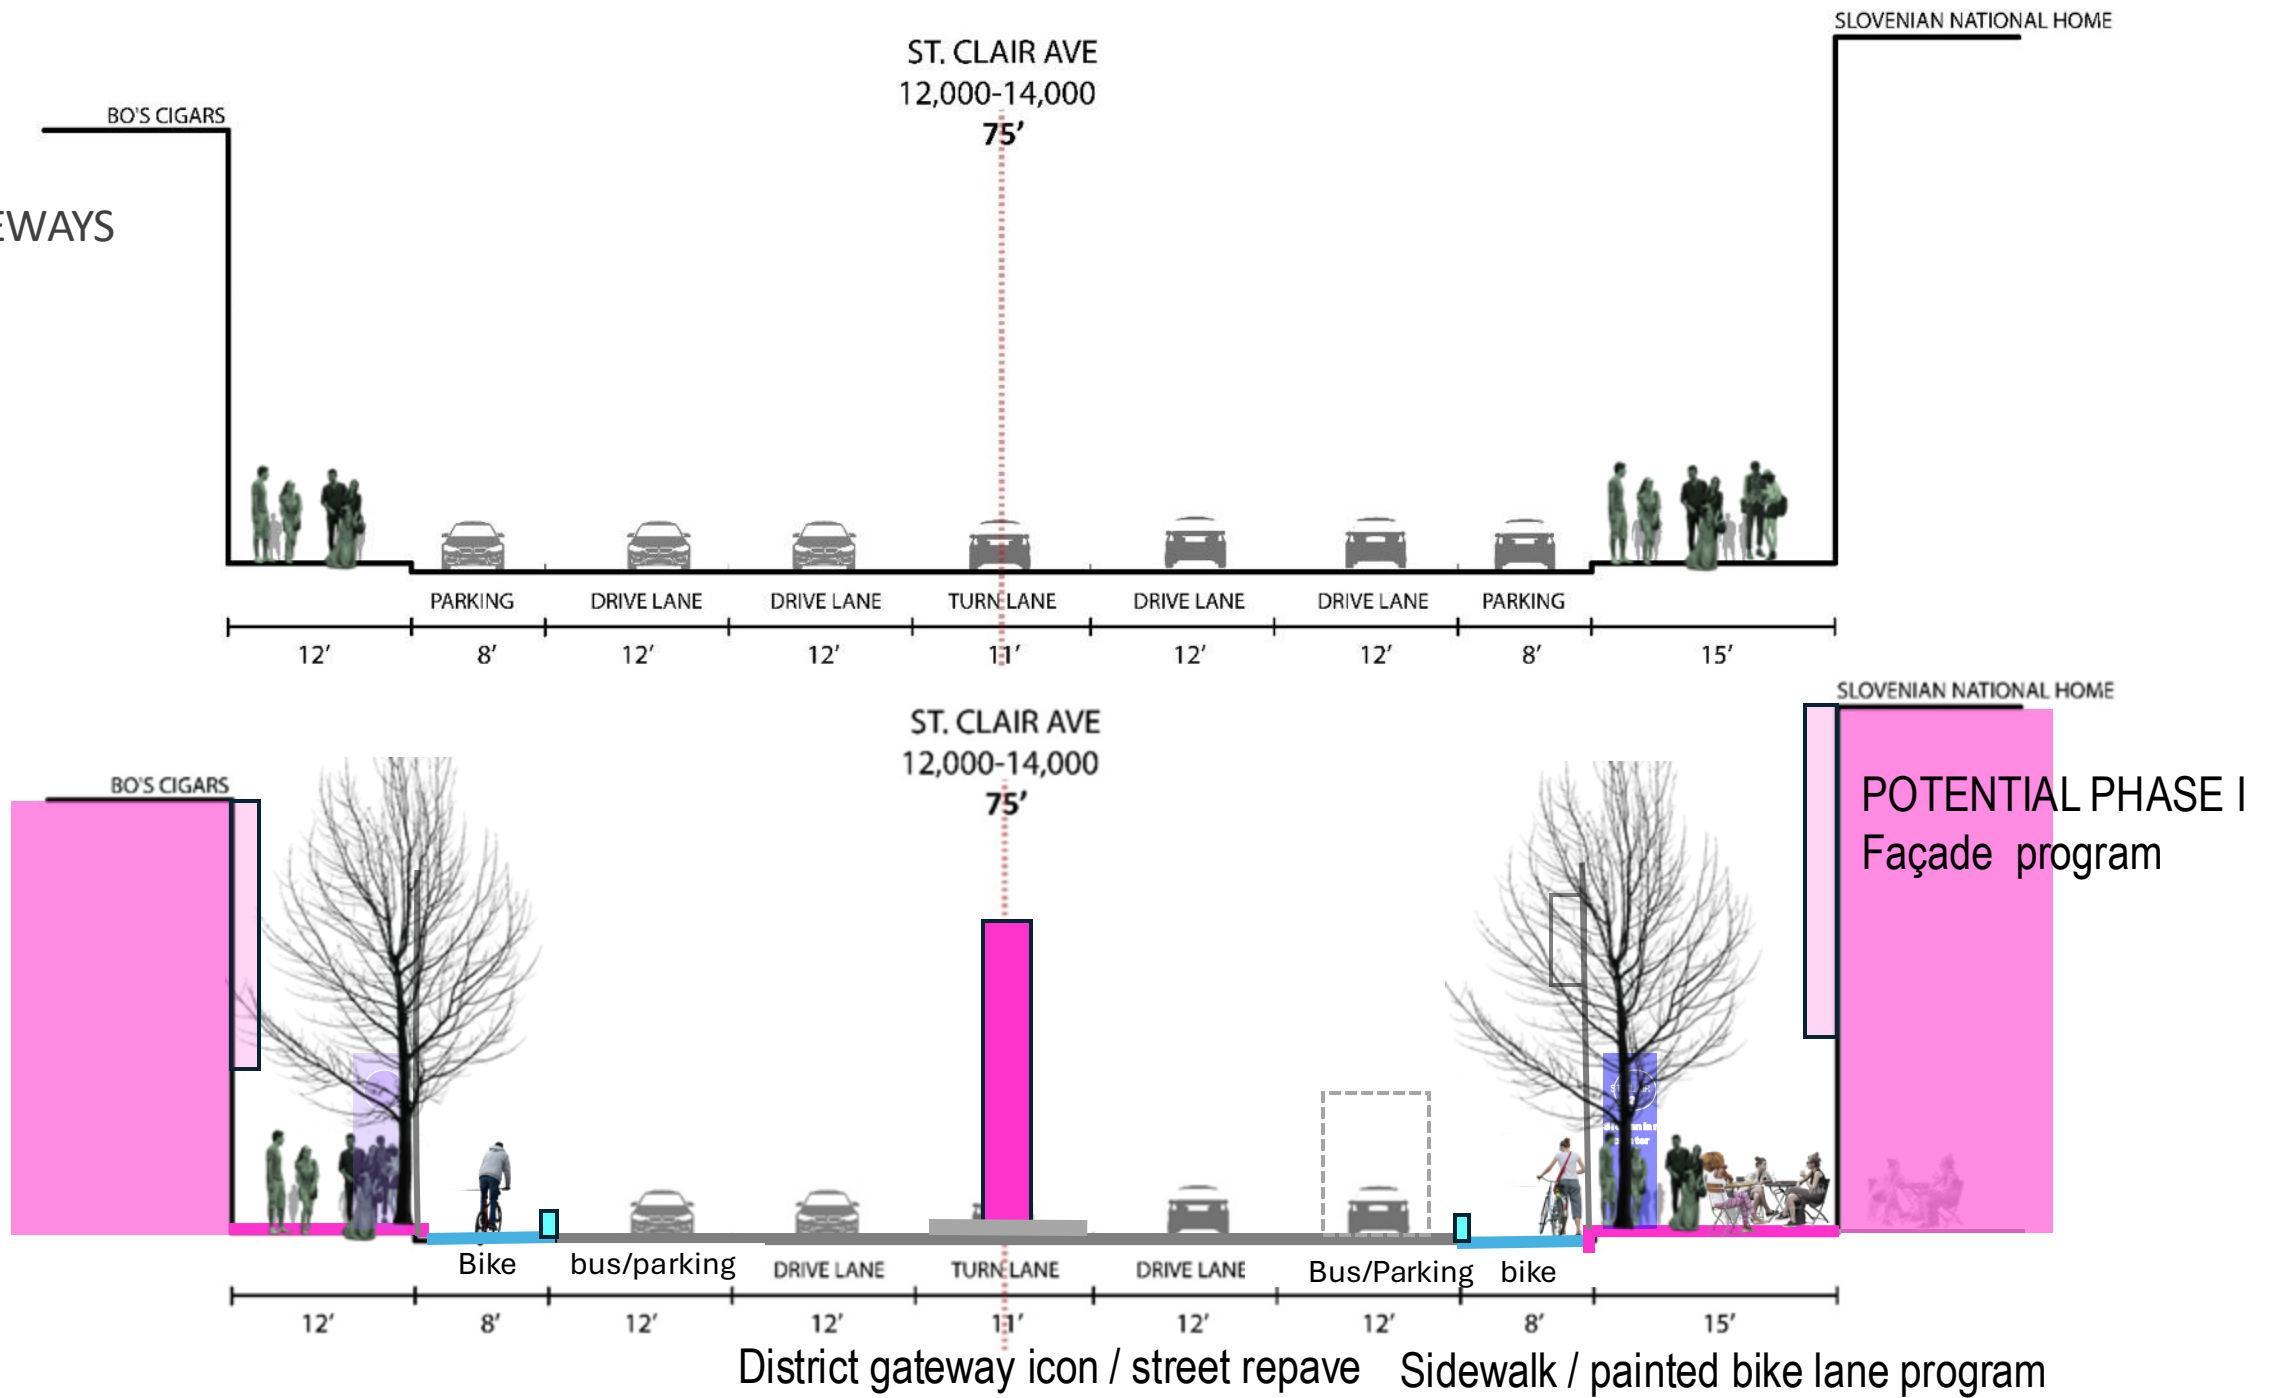 SLOVENIAN NATIONAL HOME
ST. CLAIR AVE
12,000-14,000
75’
BO'S CIGARS
EWAYS
PARKING DRIVE LANE DRIVE LANE TURN LANE DRIVE LANE DRIVE LANE PARKING
12’ 8’ 12’ 12’ 11’ 12’ 12’ 8’ 15’
SLOVENIAN NATIONAL HOME
ST. CLAIR AVE
12,000-14,000
75’
BO'S CIGARS
POTENTIAL PHASE I
Façade program
Bike bus/parking DRIVE LANE TURN LANE DRIVE LANE Bus/Parking bike
12’ 8’ 12’ 12’ 11’ 12’ 12’ 8’ 15’
District gateway icon / street repave Sidewalk / painted bike lane program